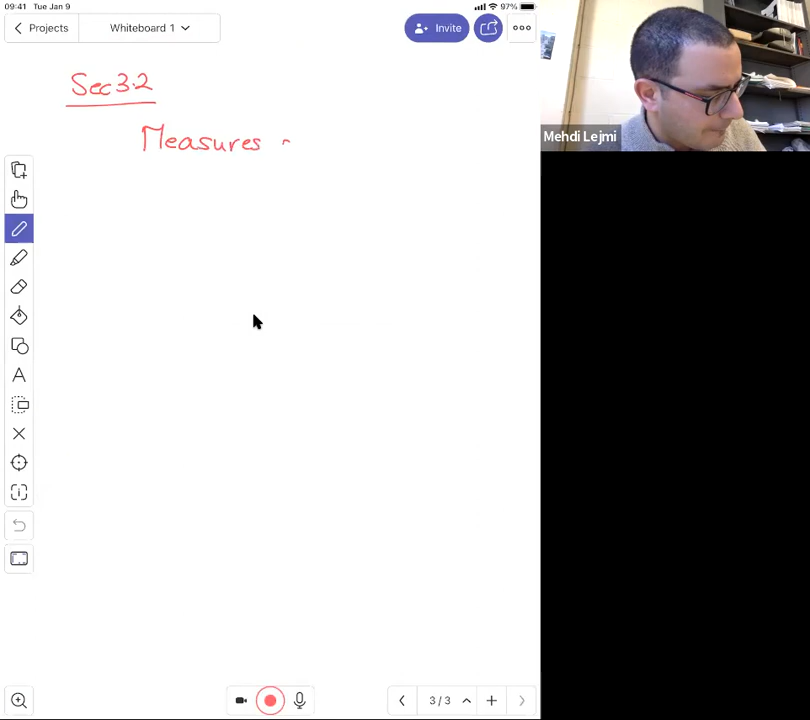 09:41 Tue Jan 9
97%
Projects
Whiteboard 1
Invite
Mehdi Lejmi
Sec 3.2
Measures
A
3 / 3